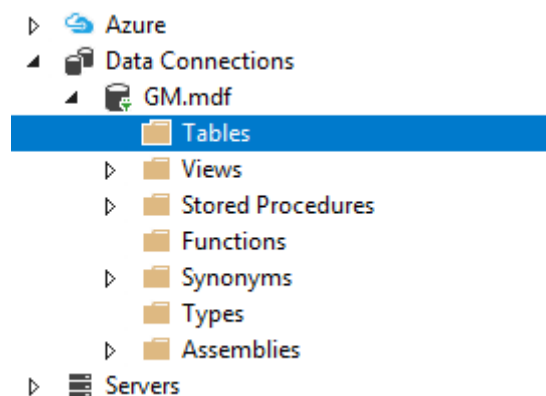 Azure
Data Connections
GM.mdf
Tables
Views
Stored Procedures
Functions
Synonyms
Types
Assemblies
Servers